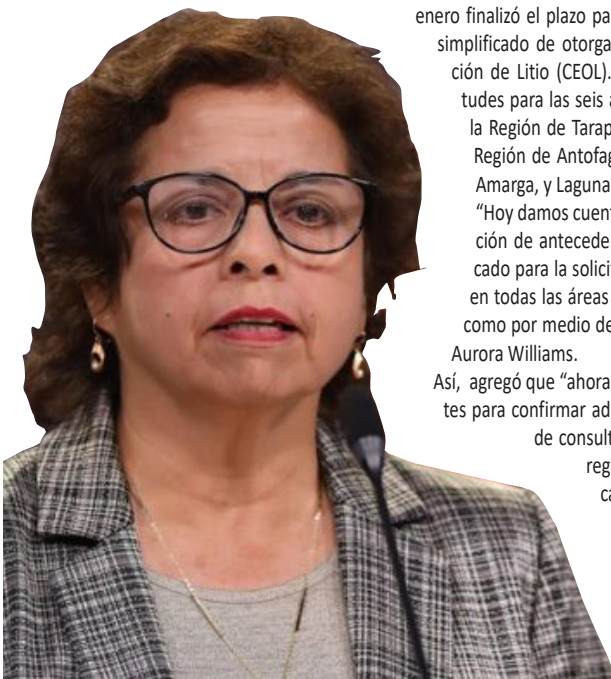 enero finalizó el plazo pa
simplificado de otorga
ción de Litio (CEOL).
tudes para las seis a
la Región de Tarap
Región de Antofag
Amarga, y Laguna
“Hoy damos cuent
ción de antecede
cado para la solicit
en todas las áreas
como por medio de
Aurora Williams.
Así, agregó que “ahora
tes para confirmar ad
de consult
reg
ca